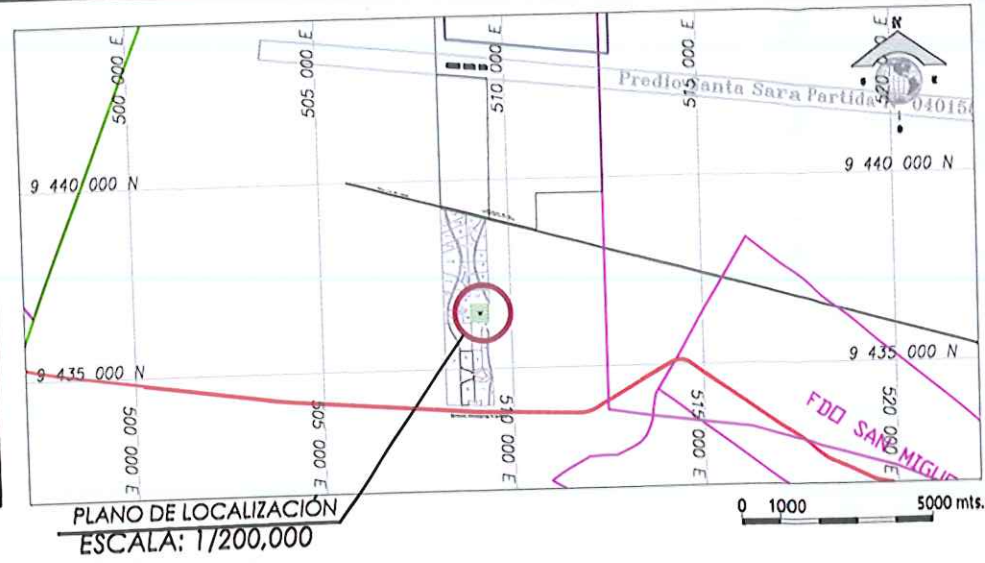 500 000 E
505 000 E
510 000 E
515 000 E
N
Predio Santa Sara Partida N° 04015
9 440 000 N
9 440 000 N
9 435 000 N
9 435 000 N
500 000 E
505 000 E
510 000 E
515 000 E
520 000 E
FDO SAN MIGUE
PLANO DE LOCALIZACIÓN
ESCALA: 1/200,000
0 1000 5000 mts.